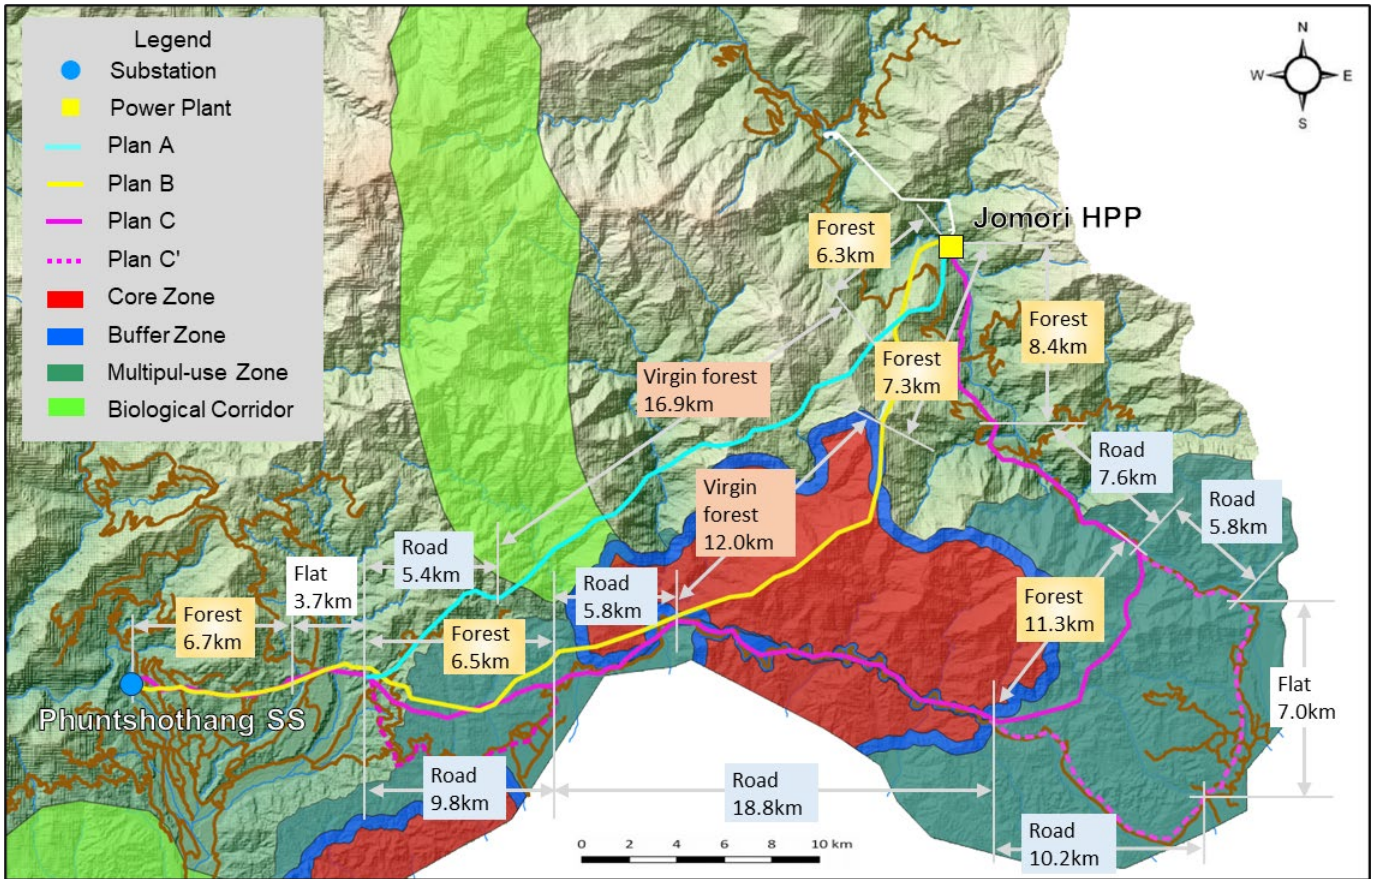 Legend
Substation
Power Plant
Plan A
Plan B
Plan C
Plan C'
Core Zone
Buffer Zone
Multipul-use Zone
Biological Corridor
N
W
E
S
Jomori HPP
Forest
6.3km
Forest
8.4km
Forest
7.3km
Virgin forest
16.9km
Road
7.6km
Road
5.8km
Virgin
forest
12.0km
Road
5.4km
Flat
3.7km
Road
5.8km
Forest
6.7km
Forest
6.5km
Forest
11.3km
Flat
7.0km
Phuntshothang SS
Road
9.8km
Road
18.8km
Road
10.2km
0 2 4 6 8 10 km